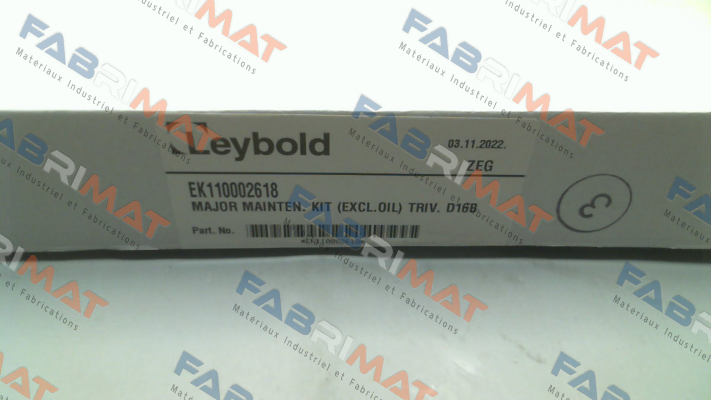 Leybold
03.11.2022.
ZEG
EK110002618
MAJOR MAINTEN. KIT (EXCL.OIL) TRIV. D16B
Part. No.
FABRIMAT
Materiaux Industriel et Fabrications